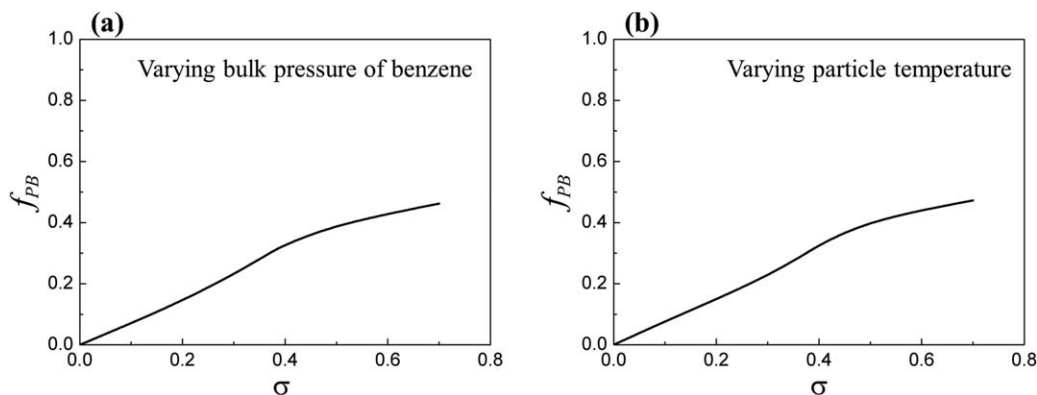 (a)
Varying bulk pressure of benzene
1.0
0.8
0.6
0.4
0.2
0.0
f_PB
0.0 0.2 0.4 0.6 0.8
σ
(b)
Varying particle temperature
1.0
0.8
0.6
0.4
0.2
0.0
f_PB
0.0 0.2 0.4 0.6 0.8
σ